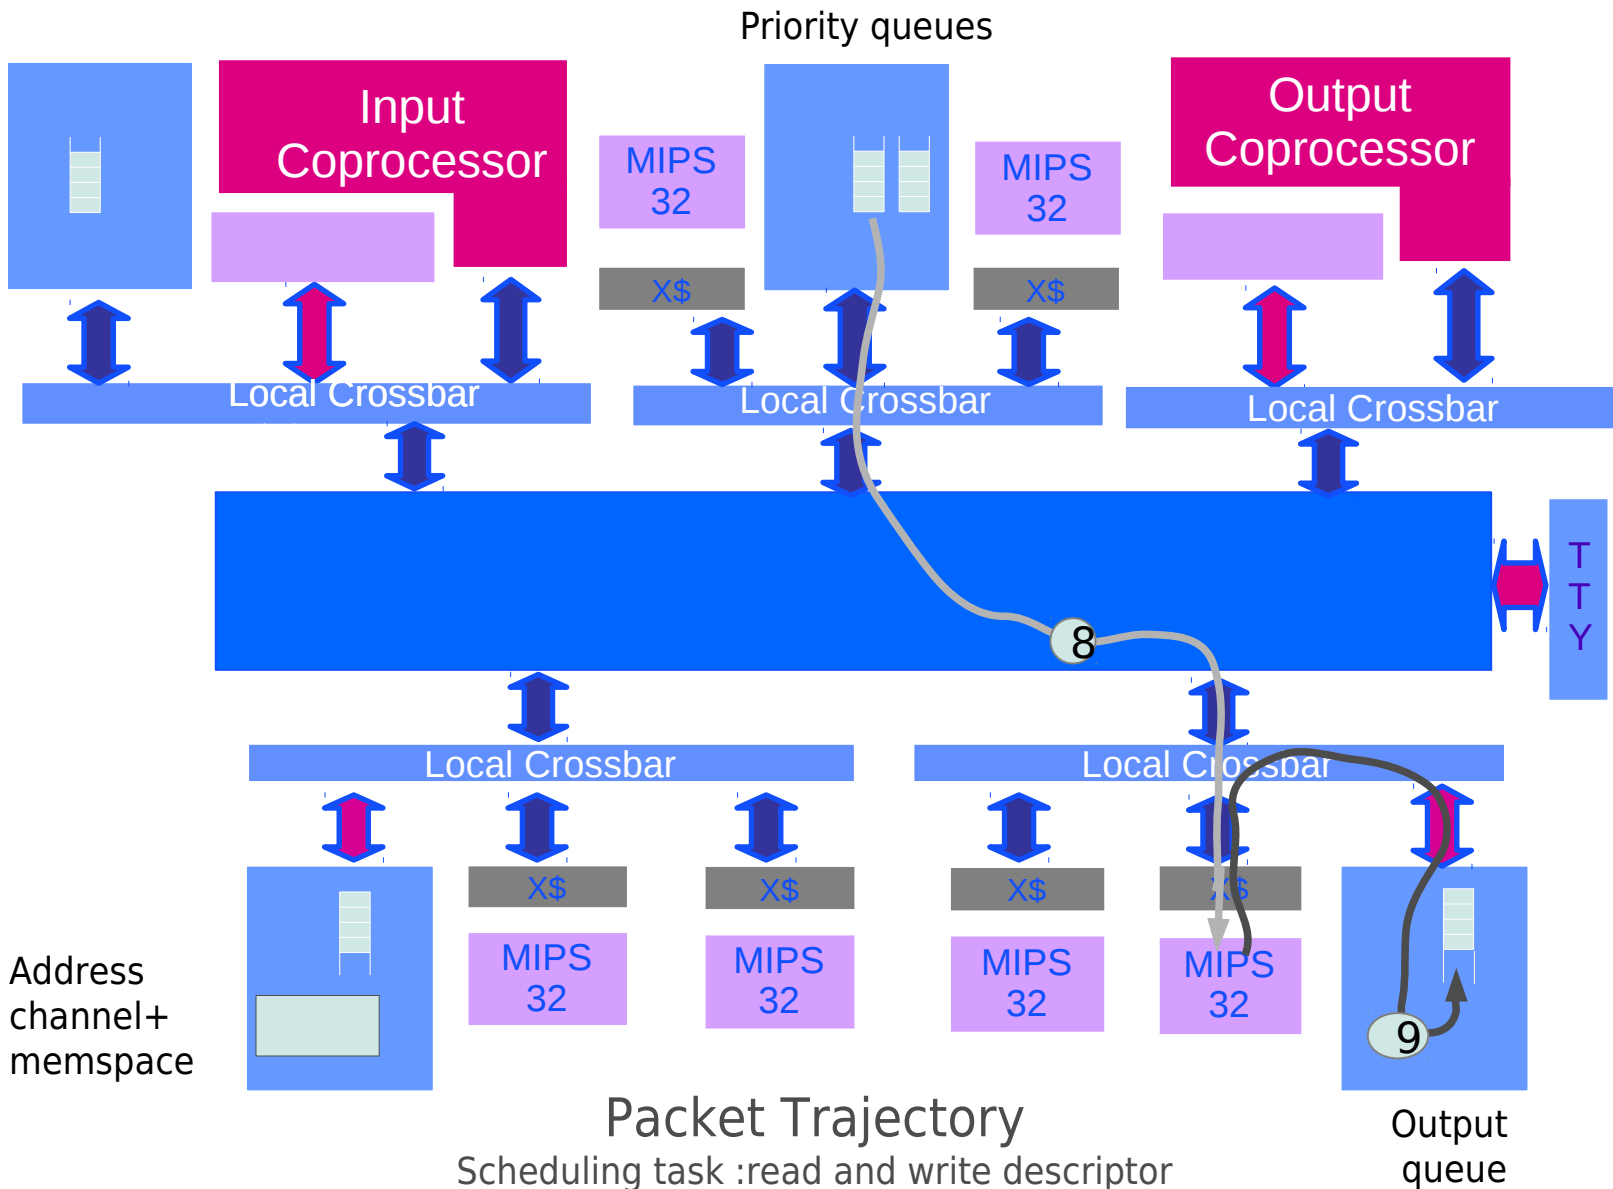 Priority queues
Input
Coprocessor
Output
Coprocessor
MIPS
32
MIPS
32
X$
X$
Local Crossbar
Local Crossbar
Local Crossbar
T
T
Y
8
Local Crossbar
Local Crossbar
X$
X$
X$
X$
MIPS
32
MIPS
32
MIPS
32
MIPS
32
9
Address
channel+
memspace
Packet Trajectory
Scheduling task :read and write descriptor
Output
queue